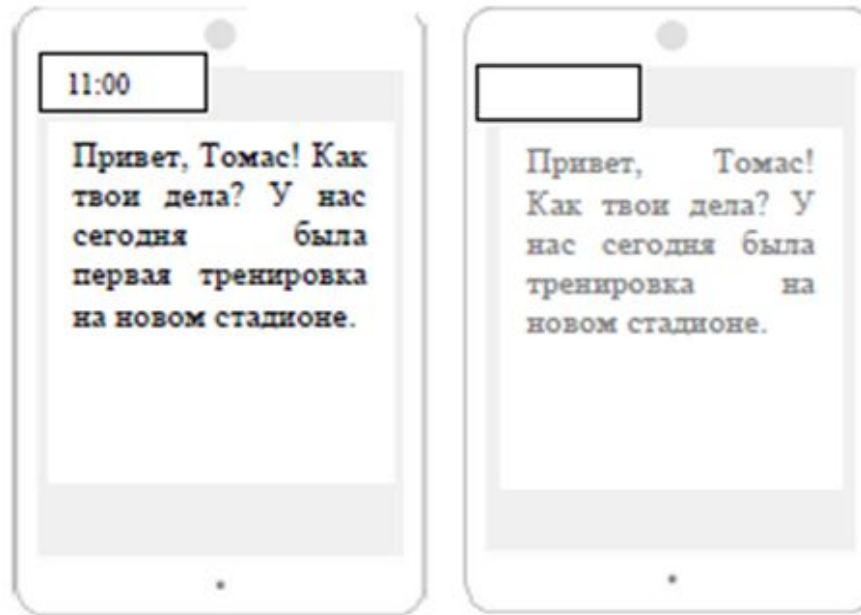 11:00
Привет, Томас! Как
твои дела? У нас
сегодня была
первая тренировка
на новом стадионе.
Привет, Томас!
Как твои дела? У
нас сегодня была
тренировка на
новом стадионе.